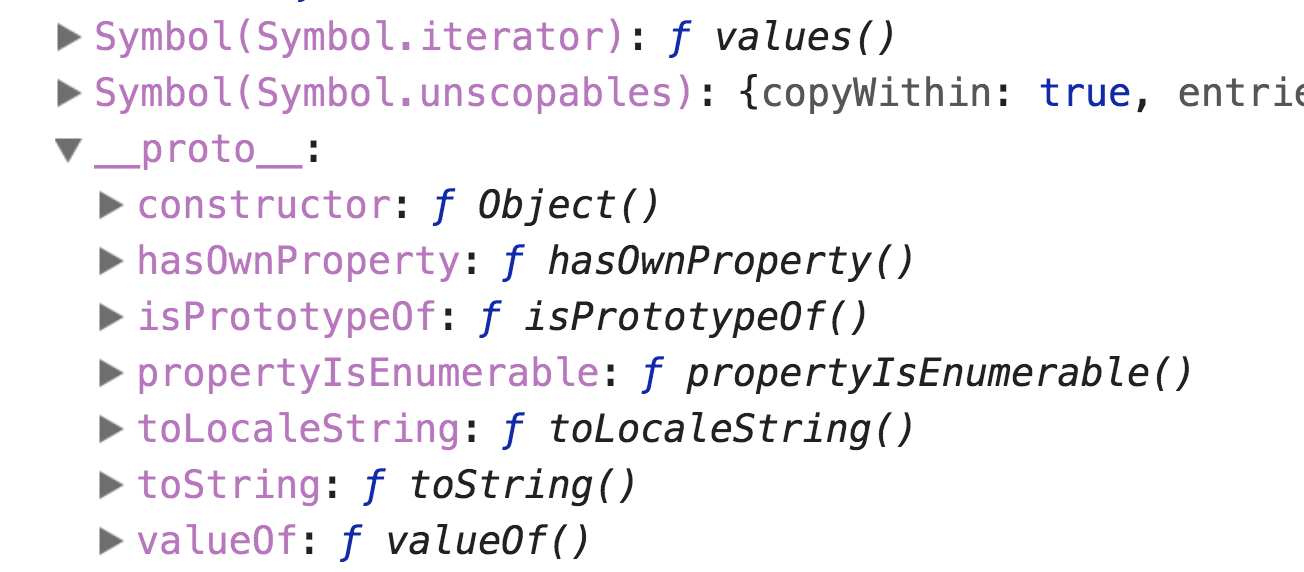 Symbol(Symbol.iterator): ƒ values()
Symbol(Symbol.unscopables): {copyWithin: true, entrie
__proto__:
constructor: ƒ Object()
hasOwnProperty: ƒ hasOwnProperty()
isPrototypeOf: ƒ isPrototypeOf()
propertyIsEnumerable: ƒ propertyIsEnumerable()
toLocaleString: ƒ toLocaleString()
toString: ƒ toString()
valueOf: ƒ valueOf()